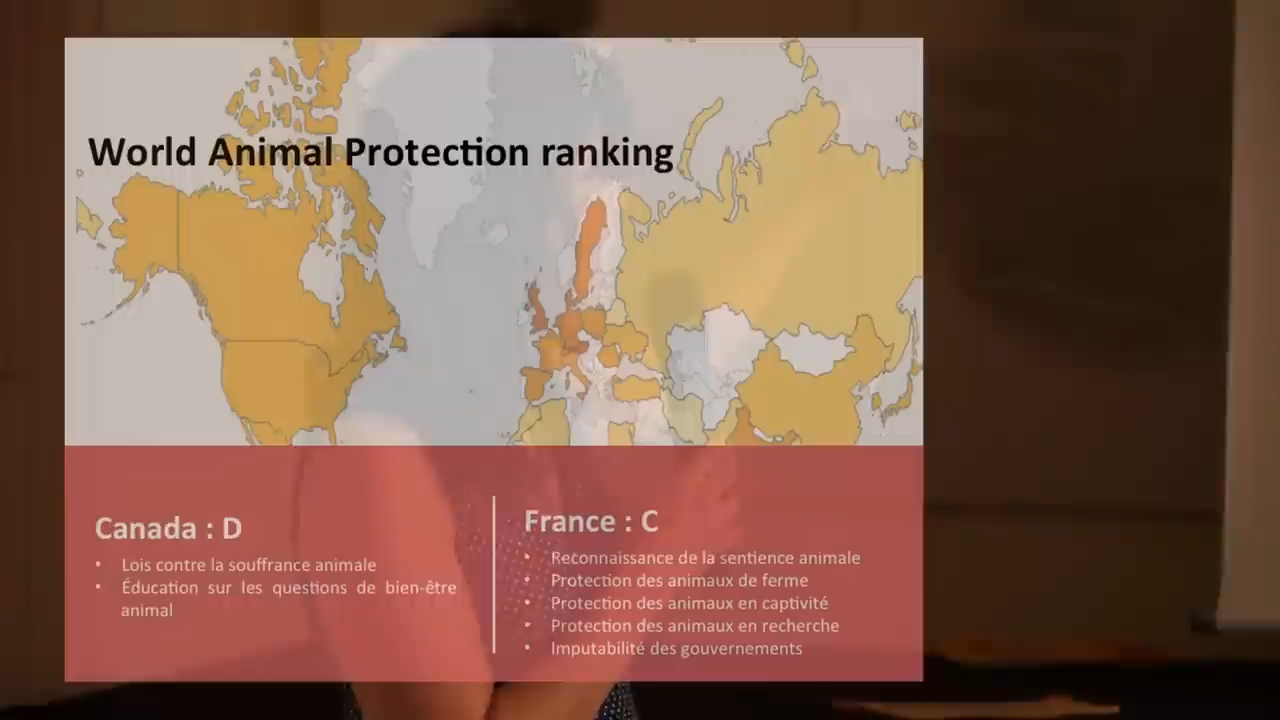 World Animal Protection ranking
Canada : D
• Lois contre la souffrance animale
• Éducation sur les questions de bien-être
animal
France : C
• Reconnaissance de la sentience animale
• Protection des animaux de ferme
• Protection des animaux en captivité
• Protection des animaux en recherche
• Imputabilité des gouvernements